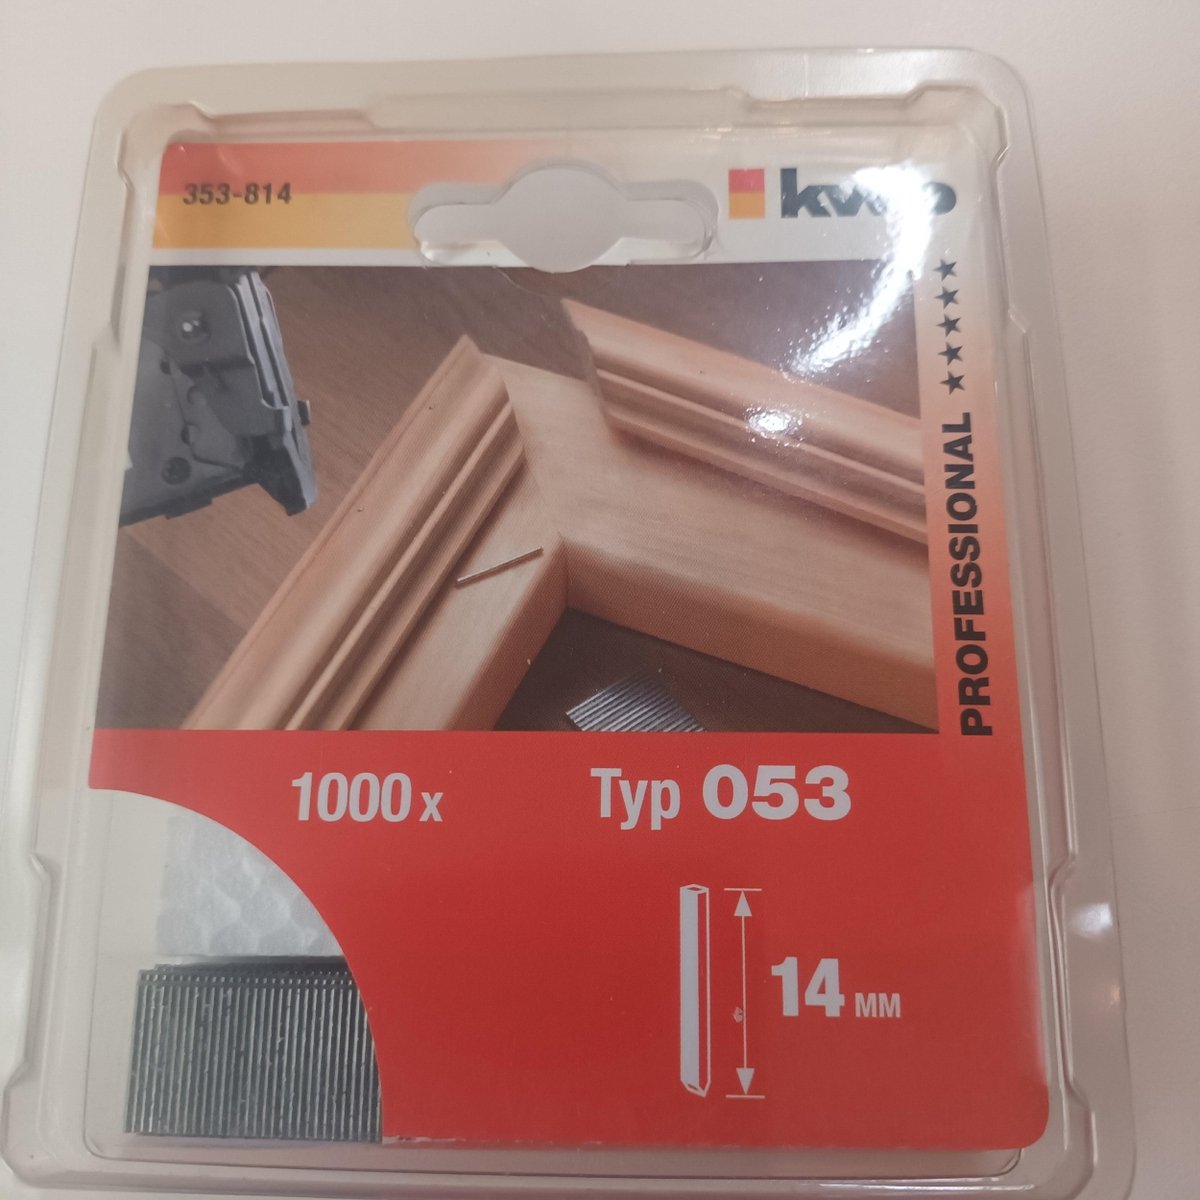 353-814
PROFESSIONAL ★★★★★
1000 x
Typ 053
14 MM